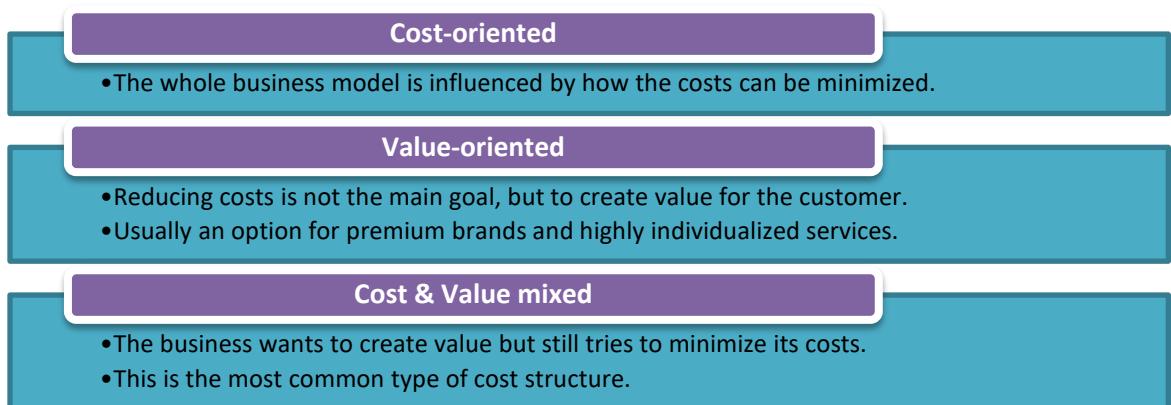 Cost-oriented
•The whole business model is influenced by how the costs can be minimized.
Value-oriented
•Reducing costs is not the main goal, but to create value for the customer.
•Usually an option for premium brands and highly individualized services.
Cost & Value mixed
•The business wants to create value but still tries to minimize its costs.
•This is the most common type of cost structure.